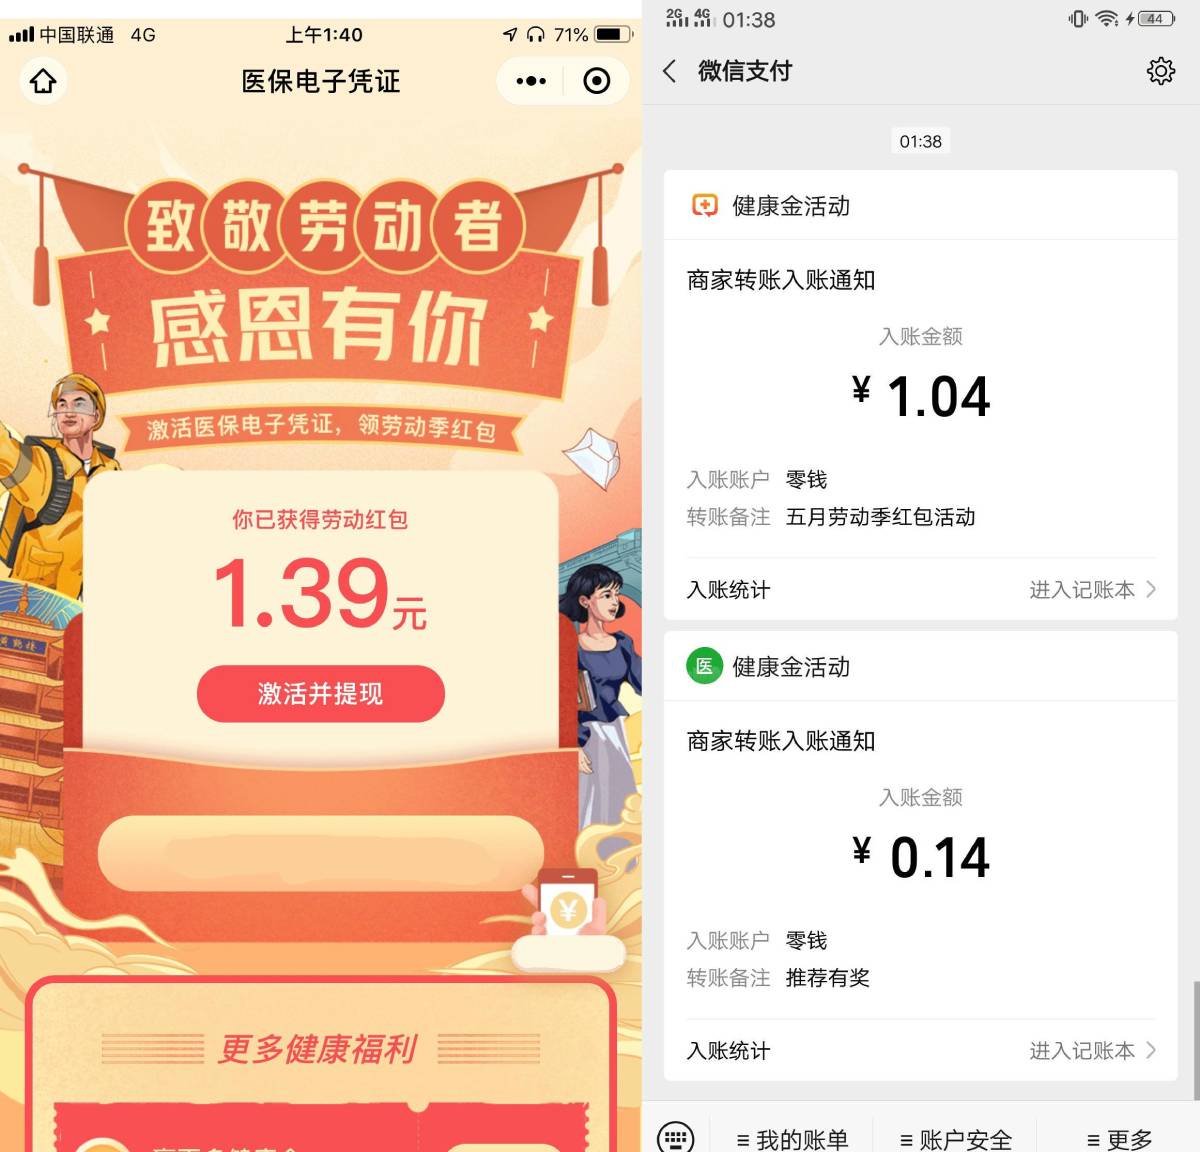 中国联通 4G 上午1:40 71%
医保电子凭证
致敬劳动者
感恩有你
激活医保电子凭证，领劳动季红包
你已获得劳动红包
1.39元
激活并提现
¥
更多健康福利
2G 4G 01:38 44
微信支付
01:38
健康金活动
商家转账入账通知
入账金额
¥ 1.04
入账账户 零钱
转账备注 五月劳动季红包活动
入账统计 进入记账本
医 健康金活动
商家转账入账通知
入账金额
¥ 0.14
入账账户 零钱
转账备注 推荐有奖
入账统计 进入记账本
我的账单 账户安全 更多